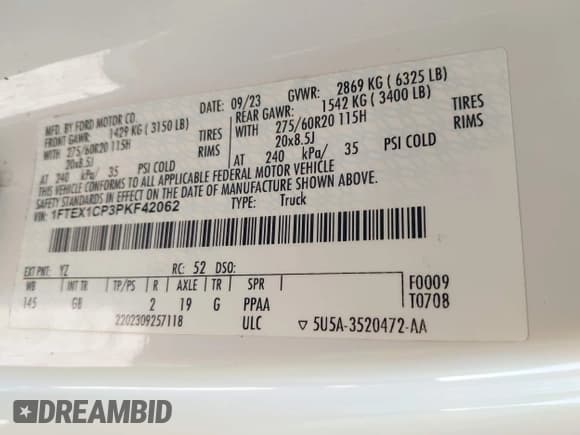 MFD. BY FORD MOTOR CO.
DATE: 09/23 GVWR: 2869 KG ( 6325 LB)
FRONT GAWR: 1429 KG ( 3150 LB)
REAR GAWR: 1542 KG ( 3400 LB)
WITH 275/60R20 115H TIRES
WITH 275/60R20 115H TIRES
20x8.5J RIMS
20x8.5J RIMS
AT 240 kPa/ 35 PSI COLD
AT 240 kPa/ 35 PSI COLD
THIS VEHICLE CONFORMS TO ALL APPLICABLE FEDERAL MOTOR VEHICLE
SAFETY STANDARDS IN EFFECT ON THE DATE OF MANUFACTURE SHOWN ABOVE.
VIN: 1FTEX1CP3PKF42062
TYPE: Truck
EXT PNT: YZ RC: 52 DSO:
WB INT TR TP/PS R AXLE TR SPR
145 GB 2 19 G PPAA
F0009
T0708
2202309257118 ULC ▽ 5U5A-3520472-AA
DREAMBID